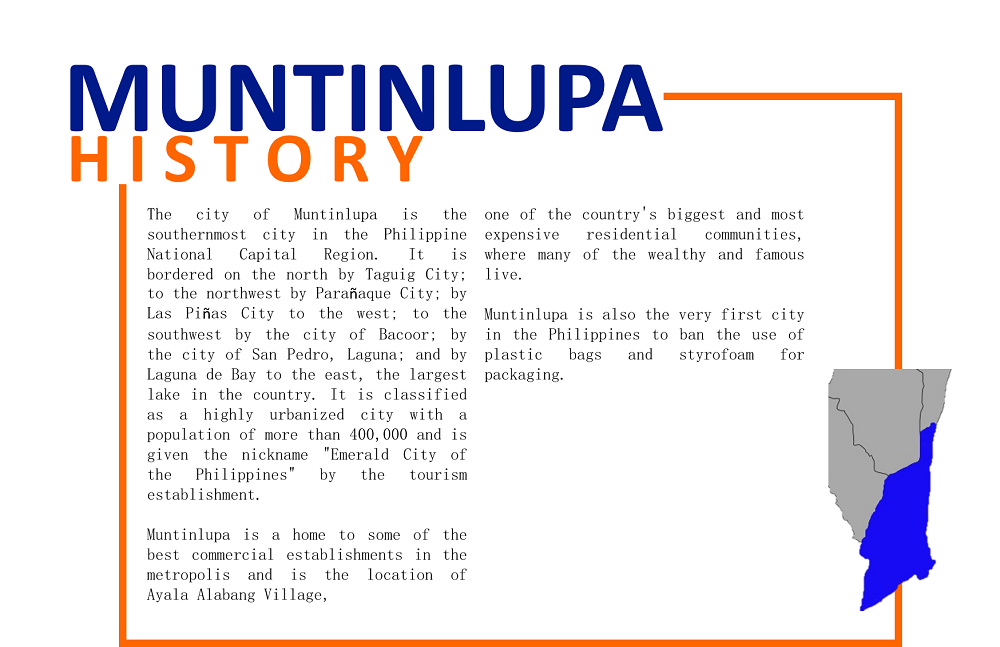 MUNTINLUPA
HISTORY
The city of Muntinlupa is the
southernmost city in the Philippine
National Capital Region. It is
bordered on the north by Taguig City;
to the northwest by Parañaque City; by
Las Piñas City to the west; to the
southwest by the city of Bacoor; by
the city of San Pedro, Laguna; and by
Laguna de Bay to the east, the largest
lake in the country. It is classified
as a highly urbanized city with a
population of more than 400,000 and is
given the nickname "Emerald City of
the Philippines" by the tourism
establishment.
Muntinlupa is a home to some of the
best commercial establishments in the
metropolis and is the location of
Ayala Alabang Village,
one of the country's biggest and most
expensive residential communities,
where many of the wealthy and famous
live.
Muntinlupa is also the very first city
in the Philippines to ban the use of
plastic bags and styrofoam for
packaging.